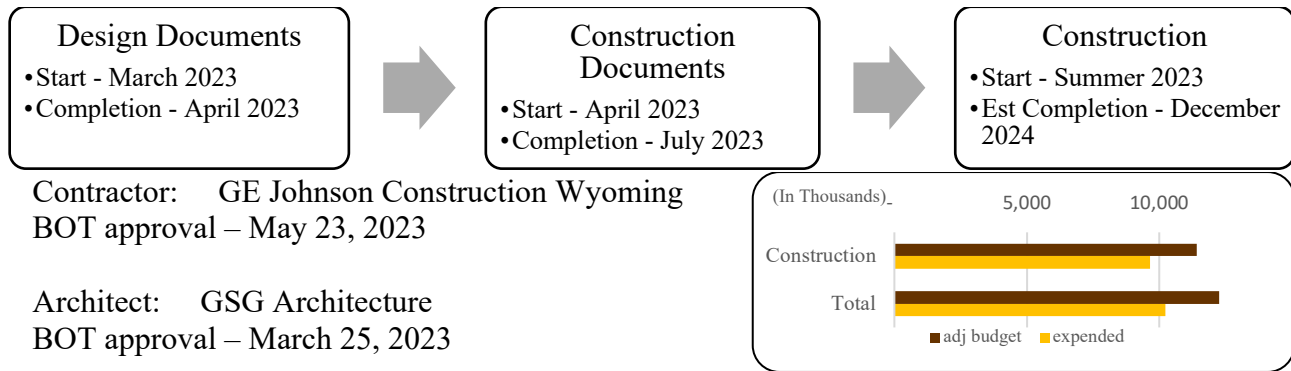 Design Documents
•Start - March 2023
•Completion - April 2023
Construction
Documents
•Start - April 2023
•Completion - July 2023
Construction
•Start - Summer 2023
•Est Completion - December
2024
Contractor: GE Johnson Construction Wyoming
BOT approval – May 23, 2023
Architect: GSG Architecture
BOT approval – March 25, 2023
(In Thousands) - 5,000 10,000
Construction
Total
adj budget expended